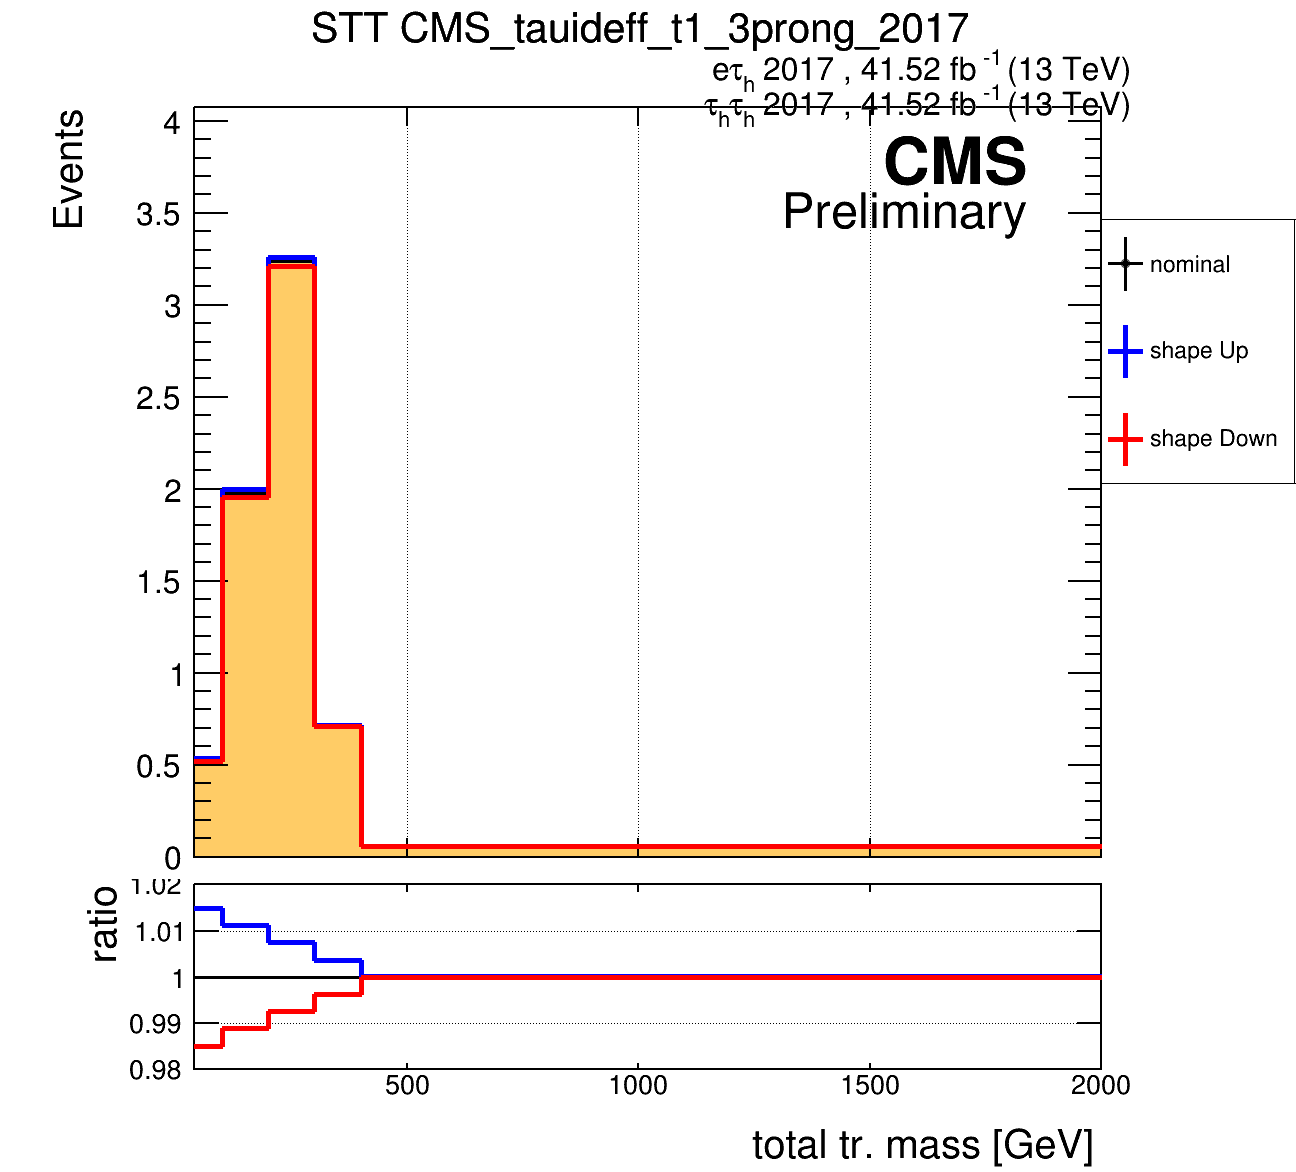 STT CMS_tauideff_t1_3prong_2017
eτh 2017 , 41.52 fb-1 (13 TeV)
τhτh 2017 , 41.52 fb-1 (13 TeV)
CMS
Preliminary
Events
4
3.5
3
2.5
2
1.5
1
0.5
0
nominal
shape Up
shape Down
ratio
1.02
1.01
1
0.99
0.98
500 1000 1500 2000
total tr. mass [GeV]